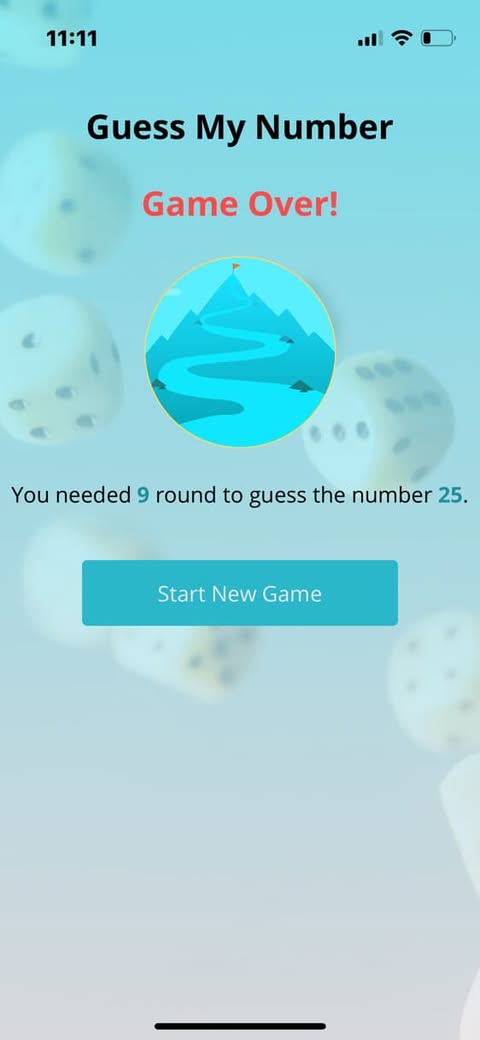 11:11
Guess My Number
Game Over!
You needed 9 round to guess the number 25.
Start New Game